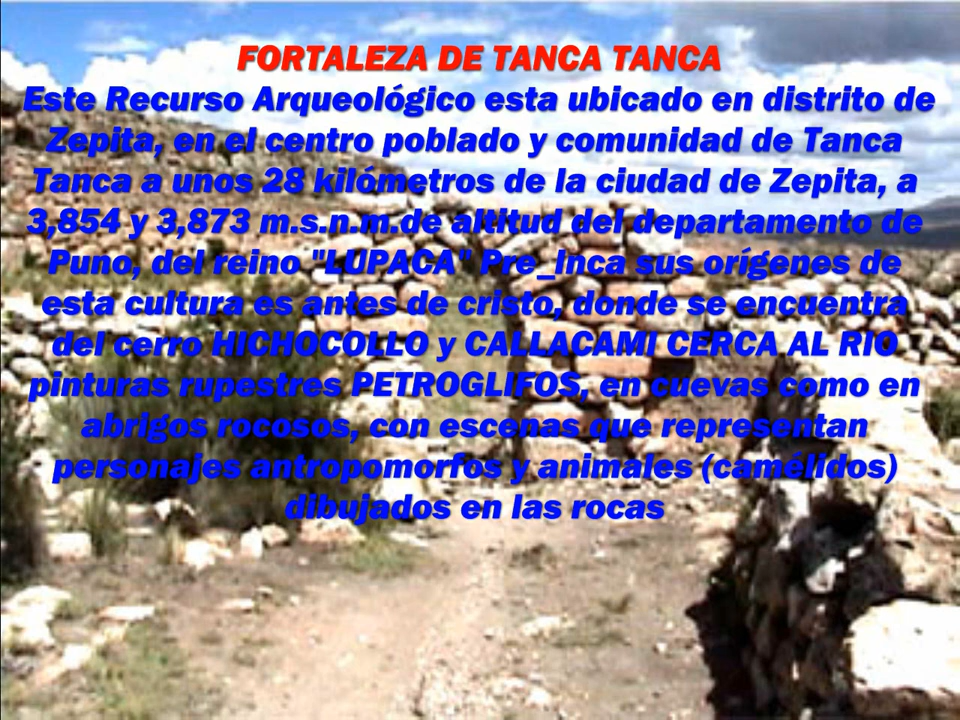 FORTALEZA DE TANCA TANCA
Este Recurso Arqueológico esta ubicado en distrito de
Zepita, en el centro poblado y comunidad de Tanca
Tanca a unos 28 kilómetros de la ciudad de Zepita, a
3,854 y 3,873 m.s.n.m.de altitud del departamento de
Puno, del reino "LUPACA" Pre_Inca sus orígenes de
esta cultura es antes de cristo, donde se encuentra
del cerro HICHOCOLLO y CALLACAMI CERCA AL RIO
pinturas rupestres PETROGLIFOS, en cuevas como en
abrigos rocosos, con escenas que representan
personajes antropomorfos y animales (camélidos)
dibujados en las rocas